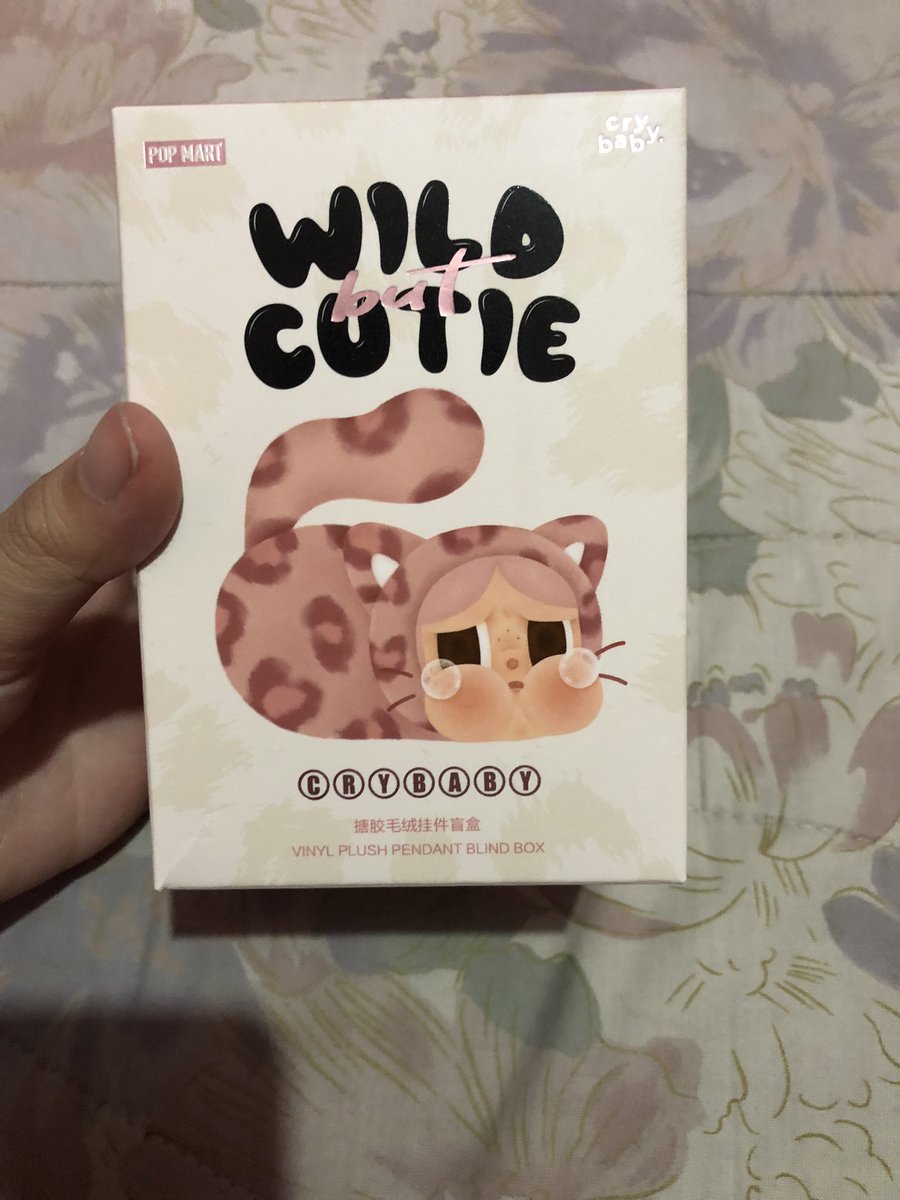 POP MART
cry
baby.
WILD
but
CUTIE
CRYBABY
搪胶毛绒挂件盲盒
VINYL PLUSH PENDANT BLIND BOX